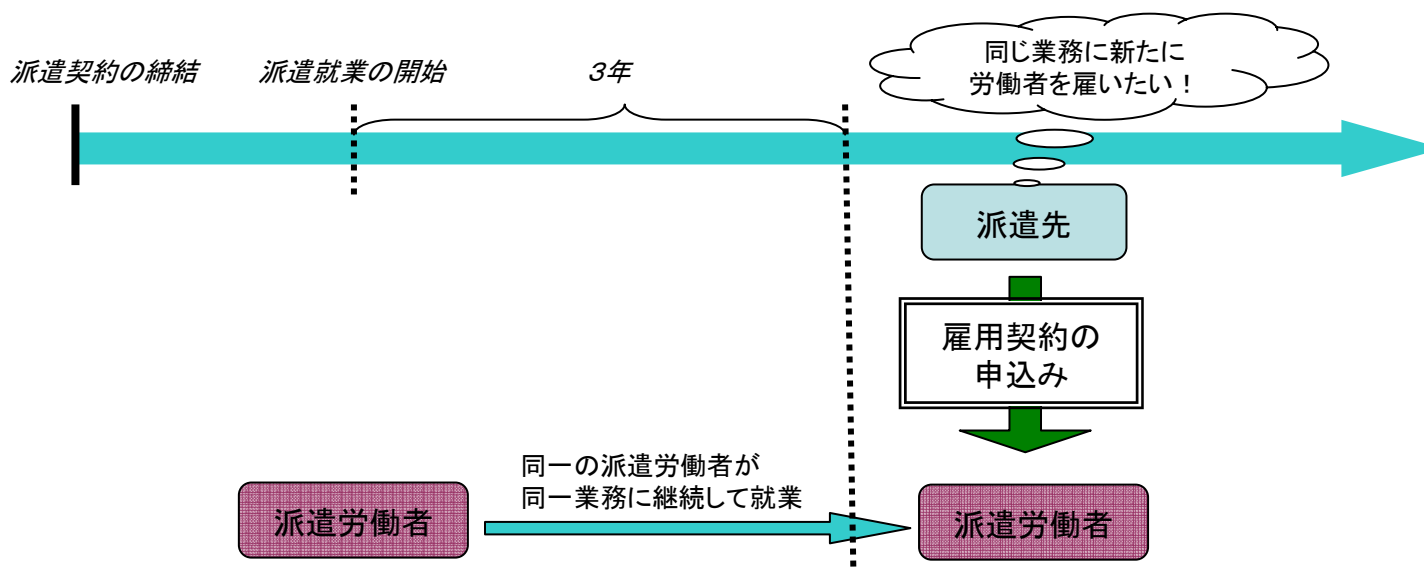 派遣契約の締結
派遣就業の開始
3年
同じ業務に新たに
労働者を雇いたい！
派遣先
雇用契約の
申込み
同一の派遣労働者が
同一業務に継続して就業
派遣労働者
派遣労働者